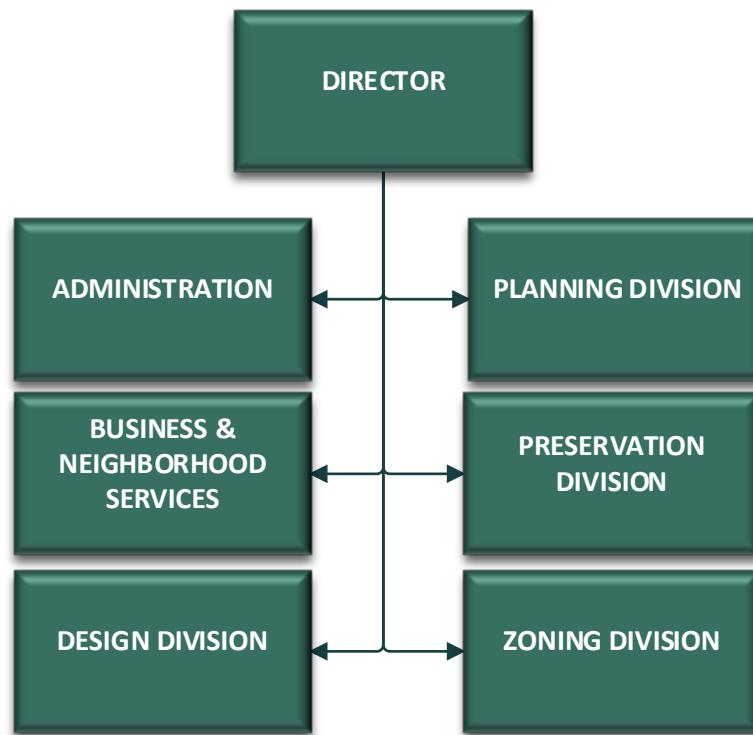 DIRECTOR
ADMINISTRATION
PLANNING DIVISION
BUSINESS &
NEIGHBORHOOD
SERVICES
PRESERVATION
DIVISION
DESIGN DIVISION
ZONING DIVISION